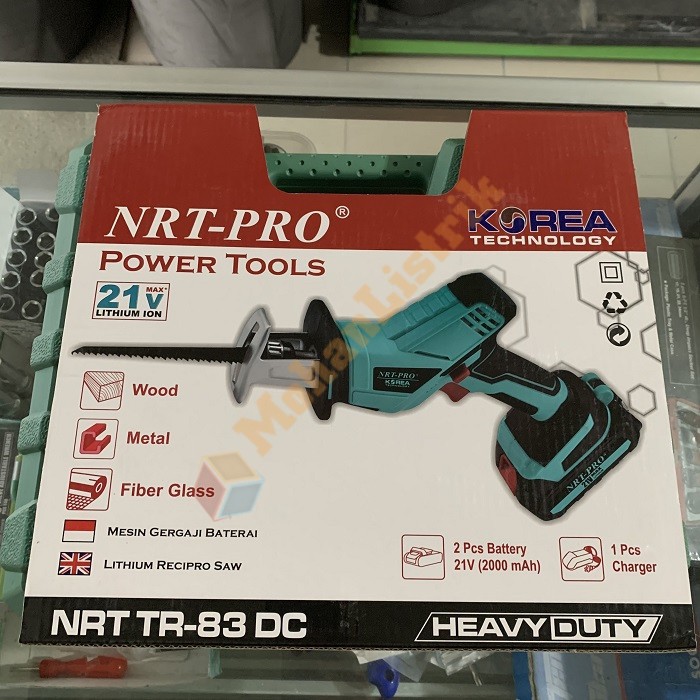 NRT-PRO®
POWER TOOLS
KOREA
TECHNOLOGY
21V MAX*
LITHIUM ION
NRT-PRO®
KOREA
TECHNOLOGY
NRT-PRO
Wood
Metal
Fiber Glass
MESIN GERGAJI BATERAI
LITHIUM RECIPRO SAW
2 Pcs Battery
21V (2000 mAh)
1 Pcs
Charger
NRT TR-83 DC
HEAVY DUTY
MohanListrik